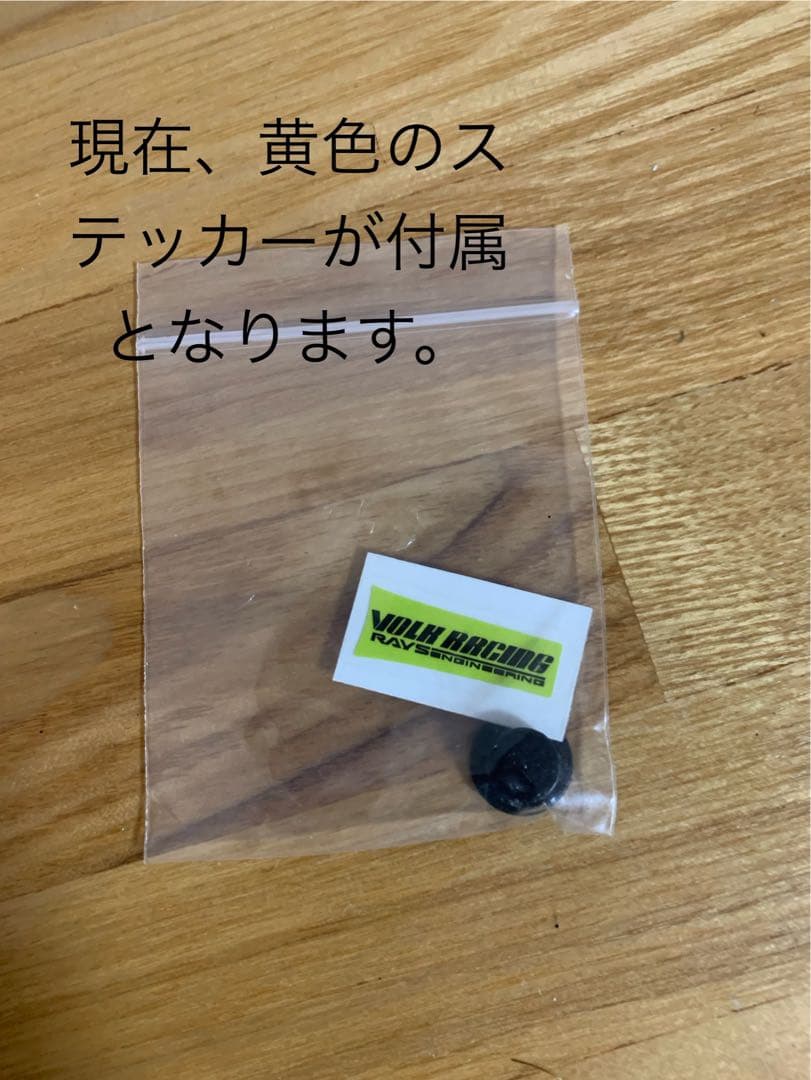 現在、黄色のス
テッカーが付属
となります。
VOLK RACING
RAYS ENGINEERING